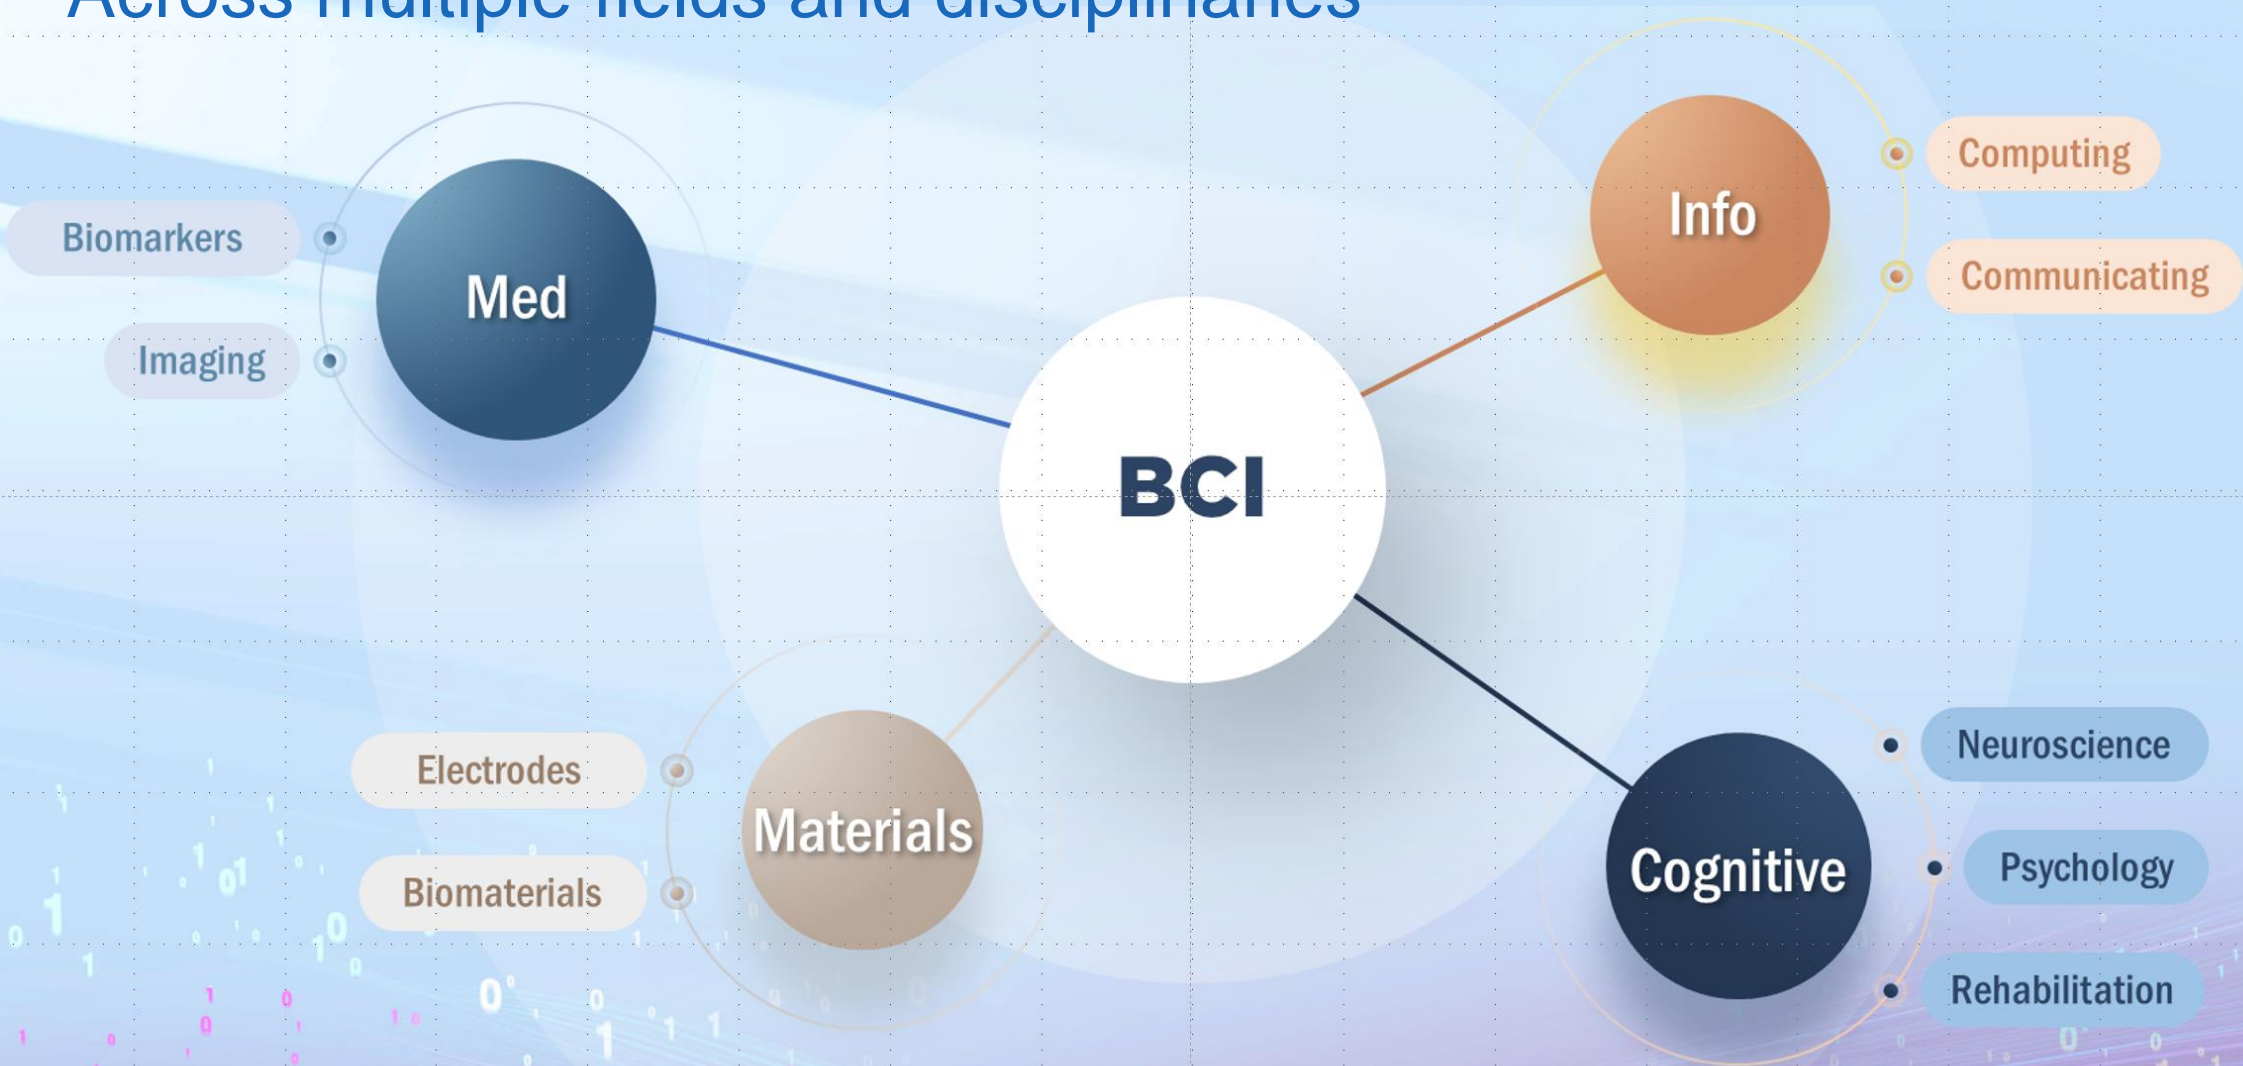 Across multiple fields and disciplinaries
Med
Biomarkers
Imaging
Info
Computing
Communicating
BCI
Materials
Electrodes
Biomaterials
Cognitive
Neuroscience
Psychology
Rehabilitation